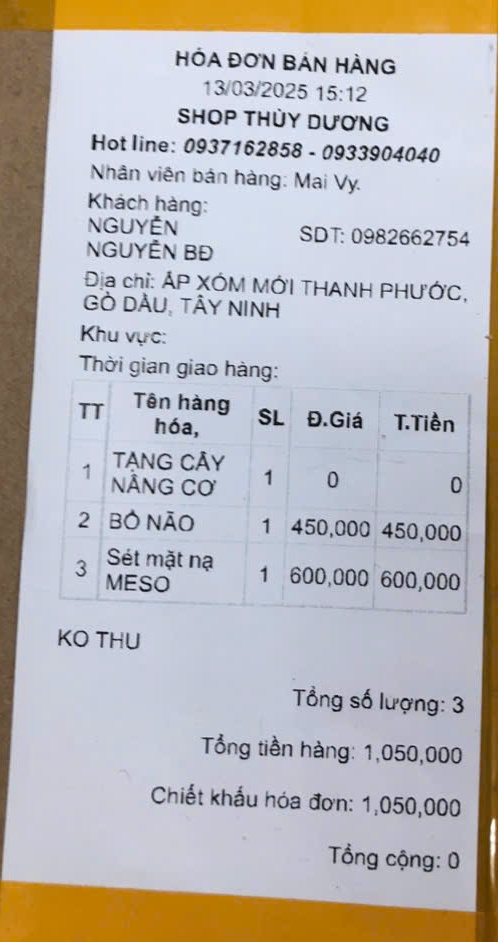 HÓA ĐƠN BÁN HÀNG
13/03/2025 15:12
SHOP THÙY DƯƠNG
Hot line: 0937162858 - 0933904040
Nhân viên bán hàng: Mai Vy.
Khách hàng:
NGUYỄN SDT: 0982662754
NGUYỄN BĐ
Địa chỉ: ẤP XÓM MỚI THANH PHƯỚC,
GÒ DẦU, TÂY NINH
Khu vực:
Thời gian giao hàng:
TT Tên hàng hóa, SL Đ.Giá T.Tiền
1 TẶNG CÂY NÂNG CƠ 1 0 0
2 BỔ NÃO 1 450,000 450,000
3 Sét mặt nạ MESO 1 600,000 600,000
KO THU
Tổng số lượng: 3
Tổng tiền hàng: 1,050,000
Chiết khấu hóa đơn: 1,050,000
Tổng cộng: 0